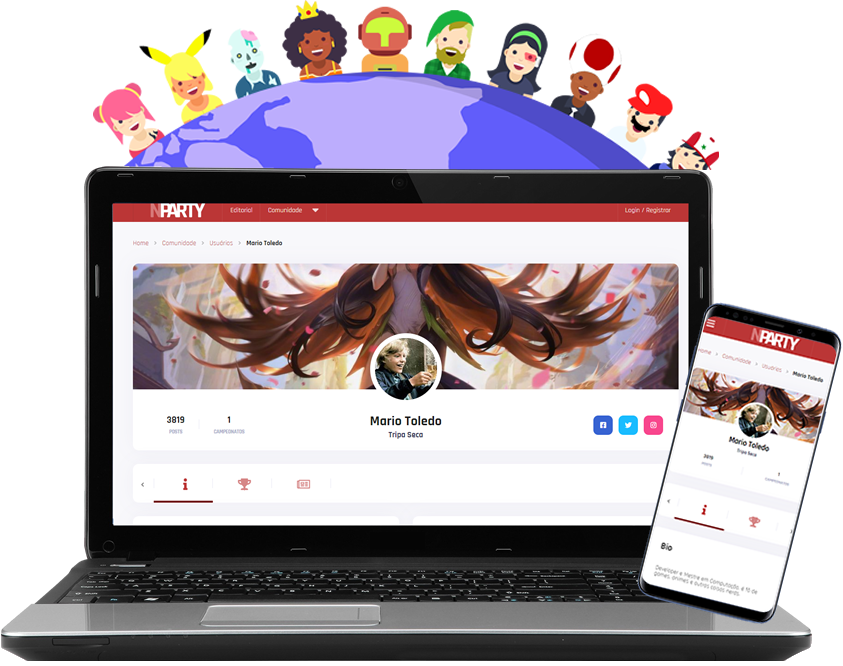 NPARTY
Editorial
Comunidade
Login / Registrar
Home > Comunidade > Usuários > Mario Toledo
3819
POSTS
1
CAMPEONATOS
Mario Toledo
Tripa Seca
NPARTY
Home > Comunidade > Usuários > Mario Toledo
Mario Toledo
Tripa Seca
3819
POSTS
1
CAMPEONATOS
Bio
Developer e Mestre em Computação, é fã de
games, animes e outras coisas nerds.